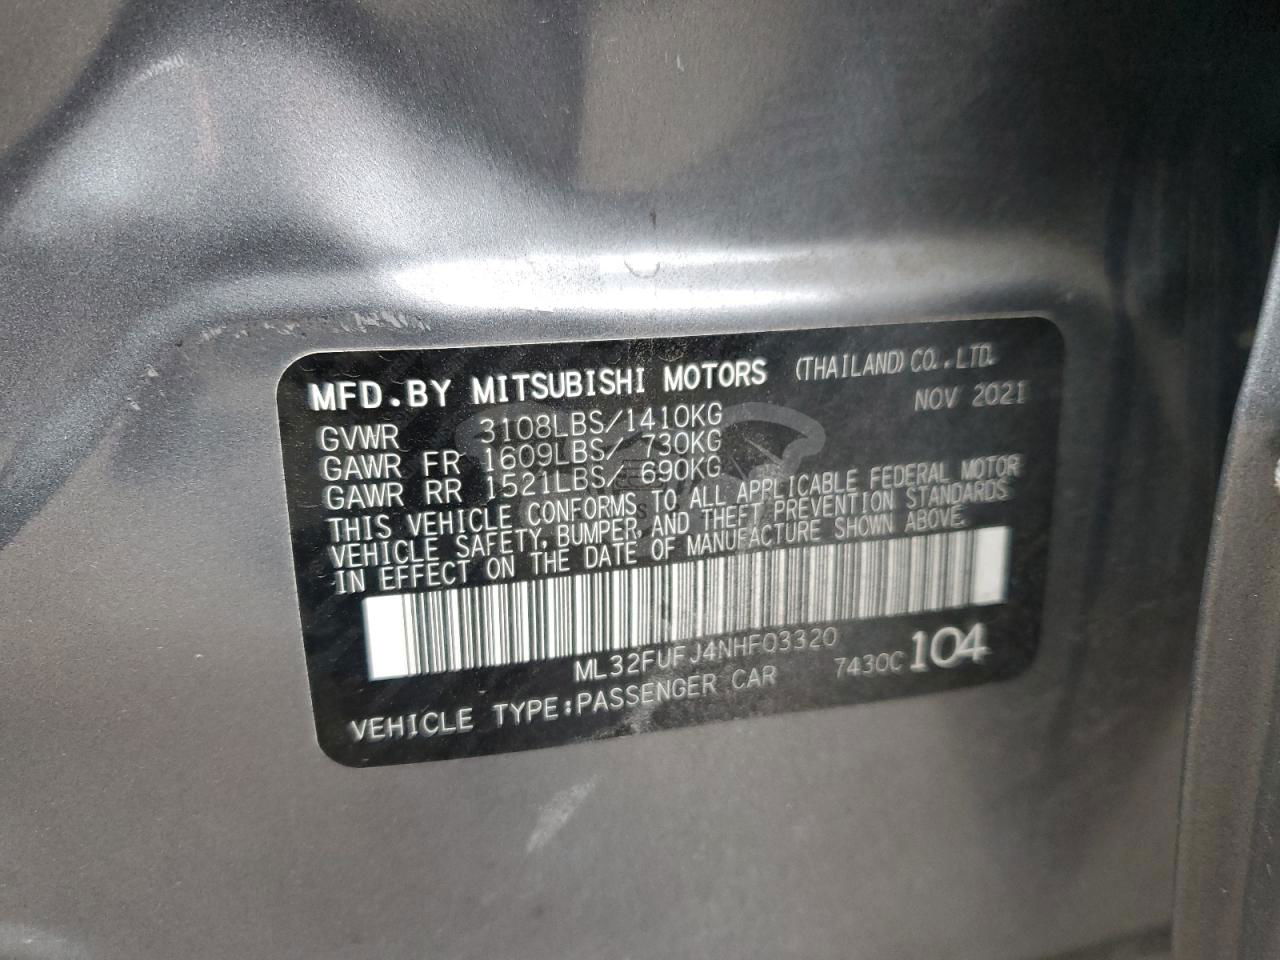 MFD.BY MITSUBISHI MOTORS (THAILAND) CO.,LTD.
NOV 2021
GVWR 3108LBS/1410KG
GAWR FR 1609LBS/ 730KG
GAWR RR 1521LBS/ 690KG
THIS VEHICLE CONFORMS TO ALL APPLICABLE FEDERAL MOTOR
VEHICLE SAFETY, BUMPER, AND THEFT PREVENTION STANDARDS
IN EFFECT ON THE DATE OF MANUFACTURE SHOWN ABOVE.
ML32FUFJ4NHF03320
VEHICLE TYPE:PASSENGER CAR 7430C 104